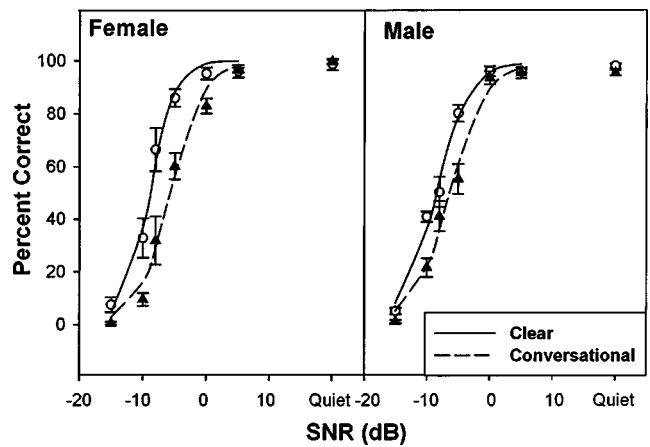 Female
Male
100
80
60
40
20
0
Percent Correct
Clear
Conversational
-20 -10 0 10 Quiet -20 -10 0 10 Quiet
SNR (dB)